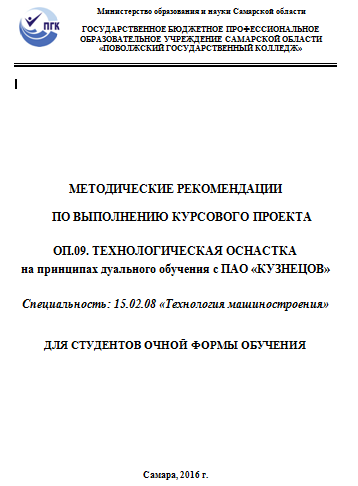 Министерство образования и науки Самарской области
ПГК
ГОСУДАРСТВЕННОЕ БЮДЖЕТНОЕ ПРОФЕССИОНАЛЬНОЕ
ОБРАЗОВАТЕЛЬНОЕ УЧРЕЖДЕНИЕ САМАРСКОЙ ОБЛАСТИ
«ПОВОЛЖСКИЙ ГОСУДАРСТВЕННЫЙ КОЛЛЕДЖ»
МЕТОДИЧЕСКИЕ РЕКОМЕНДАЦИИ
ПО ВЫПОЛНЕНИЮ КУРСОВОГО ПРОЕКТА
ОП.09. ТЕХНОЛОГИЧЕСКАЯ ОСНАСТКА
на принципах дуального обучения с ПАО «КУЗНЕЦОВ»
Специальность: 15.02.08 «Технология машиностроения»
ДЛЯ СТУДЕНТОВ ОЧНОЙ ФОРМЫ ОБУЧЕНИЯ
Самара, 2016 г.